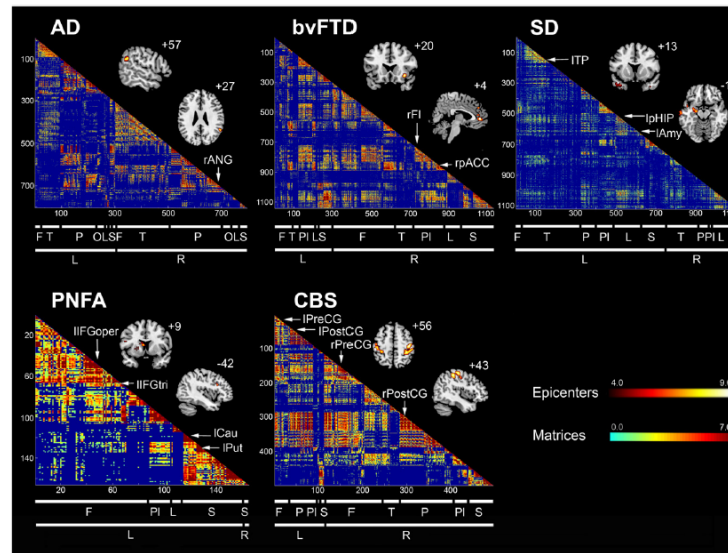 AD
bvFTD
SD
+57
+27
rANG
100
300
500
700
100 300 500 700
F T P OLSF T P OLS
L R
+20
+4
rFI
rpACC
100
300
500
700
900
1100
100 300 500 700 900 1100
F T PI LS F T PI L S
L R
+13
lTP
lpHIP
lAmy
100
300
500
700
900
1100
100 300 500 700 900
F T P PI L S T PPI L
L R
PNFA
CBS
+9
-42
lIFGoper
lIFGtri
lCau
lPut
20
60
100
140
20 60 100 140
F PI L S S
L R
lPreCG
lPostCG
rPreCG
rPostCG
+56
+43
100
200
300
400
100 200 300 400
F P PI S F T P PI S
L R
Epicenters
4.0
Matrices
0.0